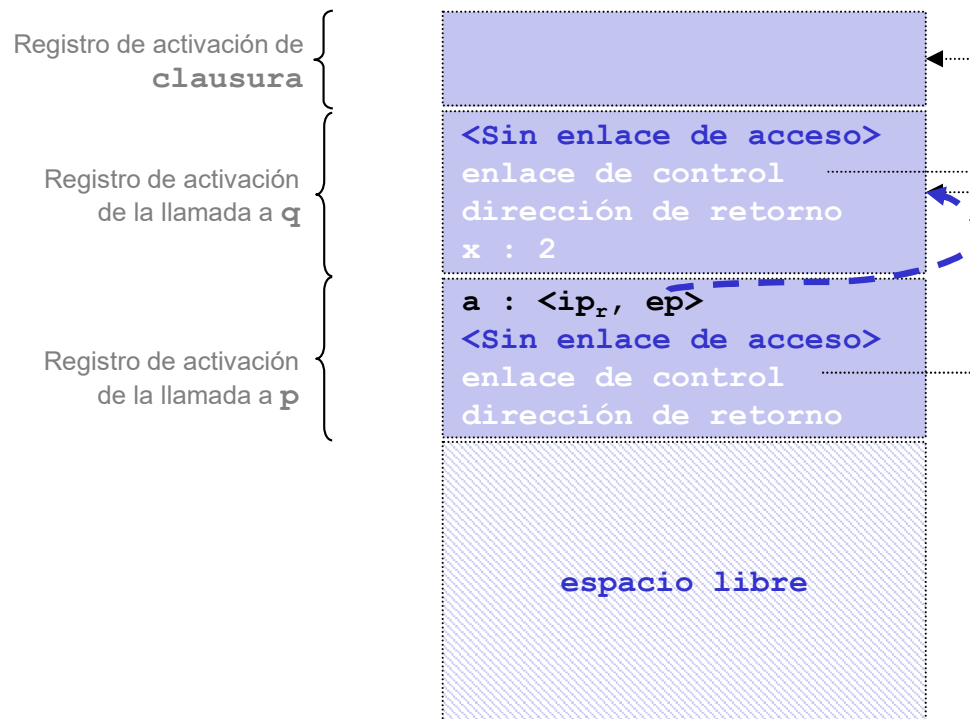 Registro de activación de
clausura
<Sin enlace de acceso>
enlace de control
dirección de retorno
x : 2
Registro de activación
de la llamada a q
a : <ipr, ep>
<Sin enlace de acceso>
enlace de control
dirección de retorno
Registro de activación
de la llamada a p
espacio libre